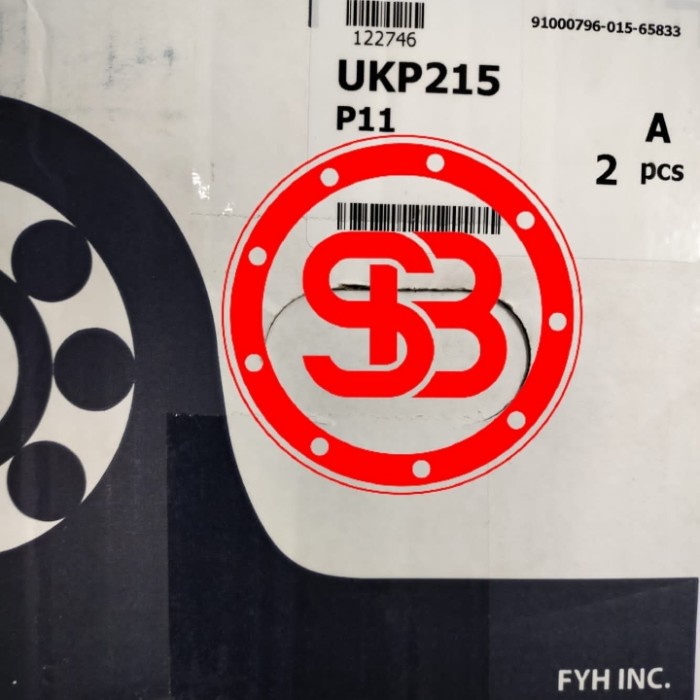 122746
91000796-015-65833
UKP215
P11
A
2 pcs
SB
FYH INC.